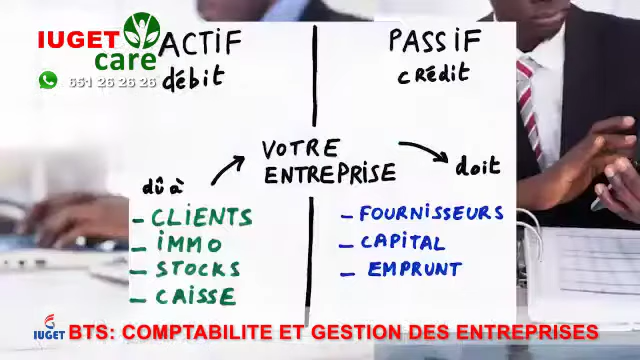 IUGET
care
651 26 26 26
ACTIF
débit
PASSIF
crédit
VOTRE
ENTREPRISE
dû à
doit
- CLIENTS
- IMMO
- STOCKS
- CAISSE
- FOURNISSEURS
- CAPITAL
- EMPRUNT
IUGET
BTS: COMPTABILITE ET GESTION DES ENTREPRISES